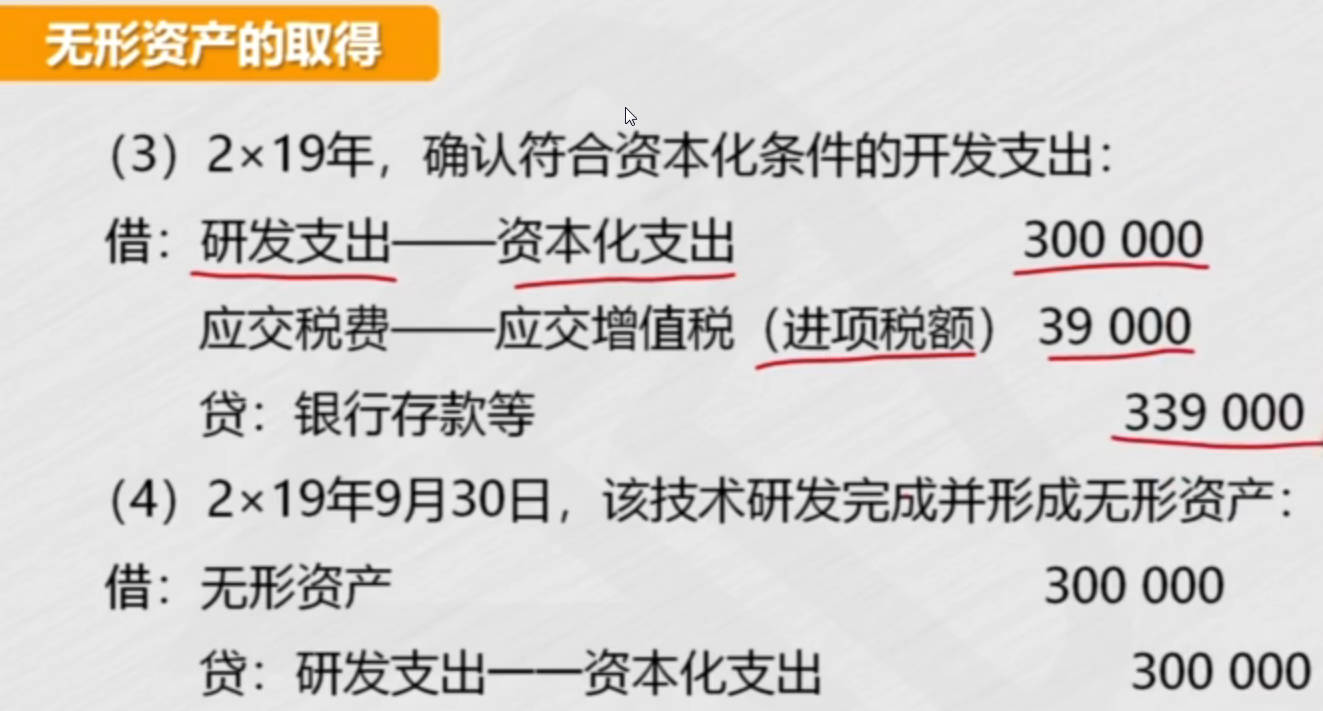 无形资产的取得
（3）2×19年，确认符合资本化条件的开发支出：
借：研发支出——资本化支出 300 000
应交税费——应交增值税（进项税额） 39 000
贷：银行存款等 339 000
（4）2×19年9月30日，该技术研发完成并形成无形资产：
借：无形资产 300 000
贷：研发支出——资本化支出 300 000